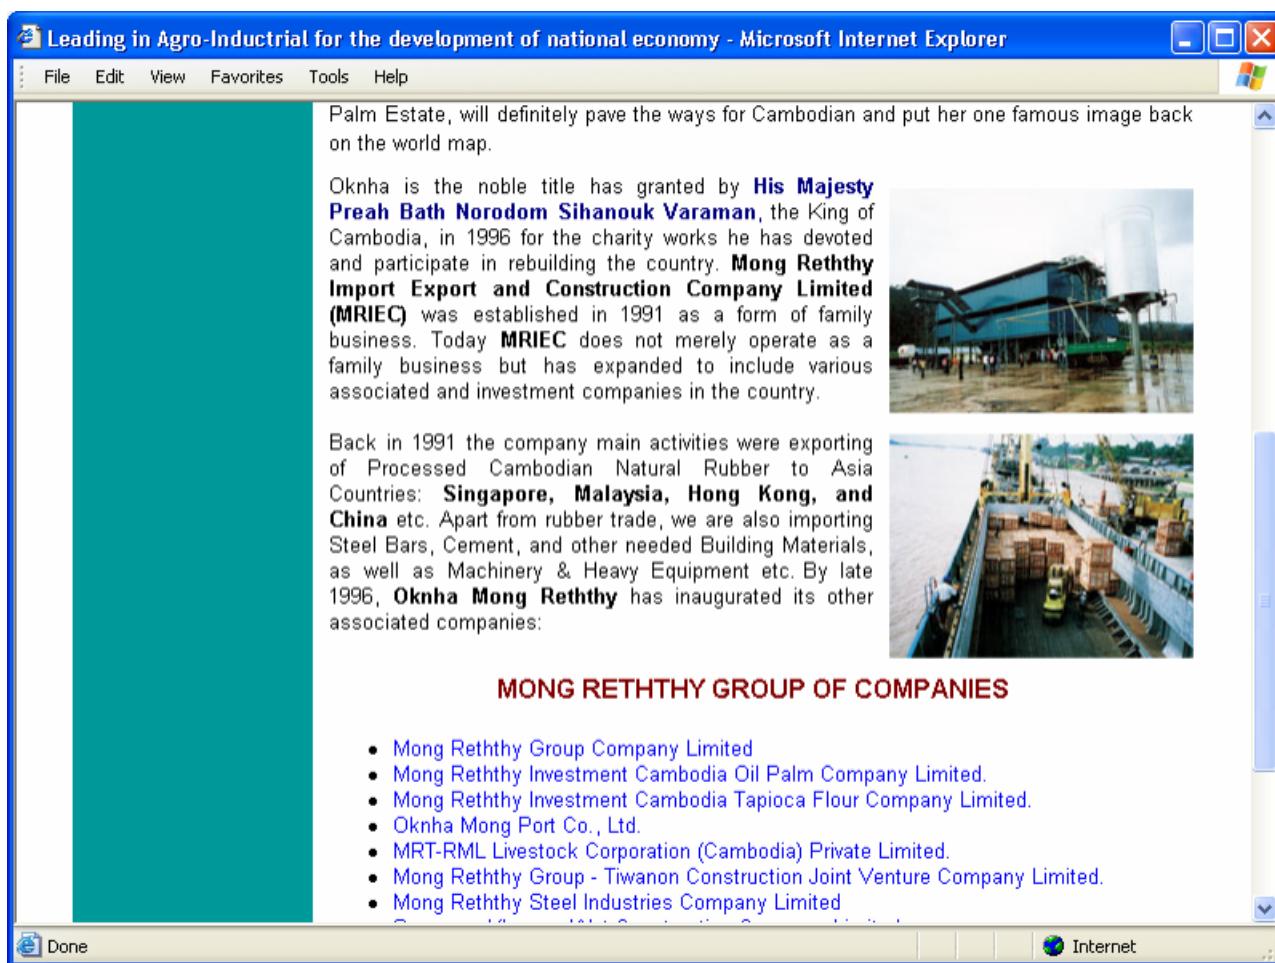 Leading in Agro-Inductrial for the development of national economy - Microsoft Internet Explorer
File Edit View Favorites Tools Help
Palm Estate, will definitely pave the ways for Cambodian and put her one famous image back
on the world map.
Oknha is the noble title has granted by His Majesty
Preah Bath Norodom Sihanouk Varaman, the King of
Cambodia, in 1996 for the charity works he has devoted
and participate in rebuilding the country. Mong Reththy
Import Export and Construction Company Limited
(MRIEC) was established in 1991 as a form of family
business. Today MRIEC does not merely operate as a
family business but has expanded to include various
associated and investment companies in the country.
Back in 1991 the company main activities were exporting
of Processed Cambodian Natural Rubber to Asia
Countries: Singapore, Malaysia, Hong Kong, and
China etc. Apart from rubber trade, we are also importing
Steel Bars, Cement, and other needed Building Materials,
as well as Machinery & Heavy Equipment etc. By late
1996, Oknha Mong Reththy has inaugurated its other
associated companies:
MONG RETHTHY GROUP OF COMPANIES
• Mong Reththy Group Company Limited
• Mong Reththy Investment Cambodia Oil Palm Company Limited.
• Mong Reththy Investment Cambodia Tapioca Flour Company Limited.
• Oknha Mong Port Co., Ltd.
• MRT-RML Livestock Corporation (Cambodia) Private Limited.
• Mong Reththy Group - Tiwanon Construction Joint Venture Company Limited.
• Mong Reththy Steel Industries Company Limited
Done
Internet